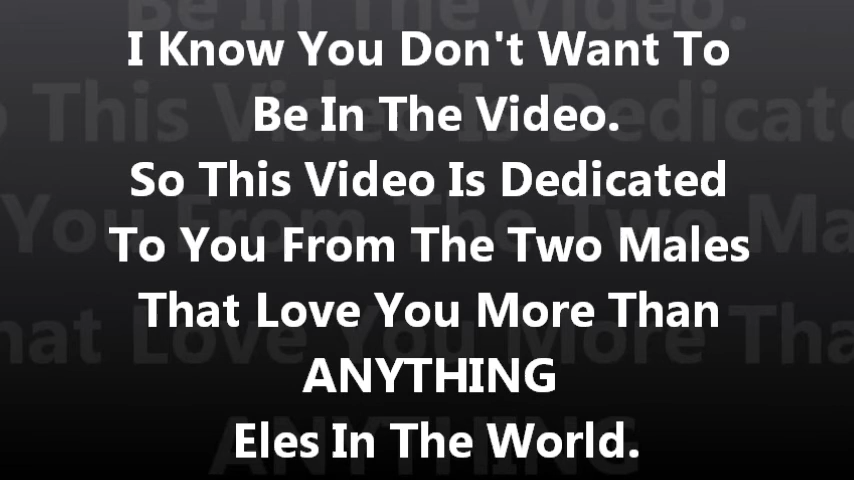 I Know You Don't Want To
Be In The Video.
So This Video Is Dedicated
To You From The Two Males
That Love You More Than
ANYTHING
Eles In The World.